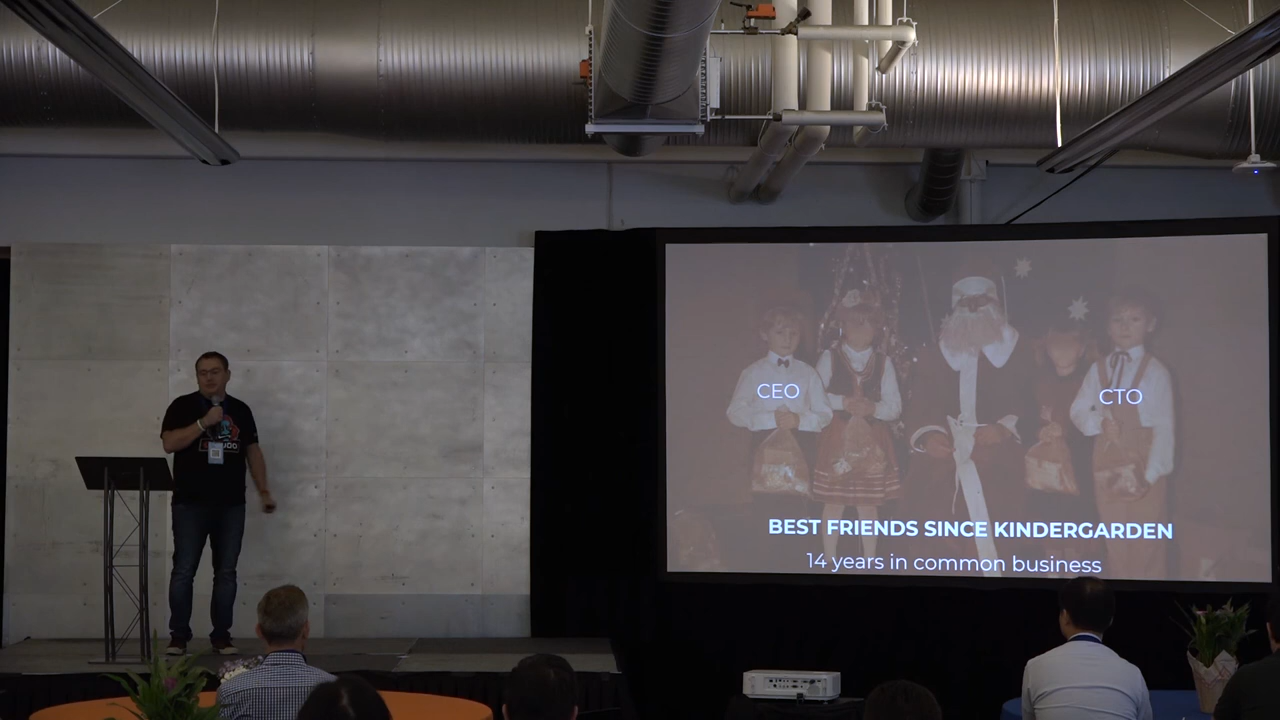 CEO
CTO
BEST FRIENDS SINCE KINDERGARDEN
14 years in common business